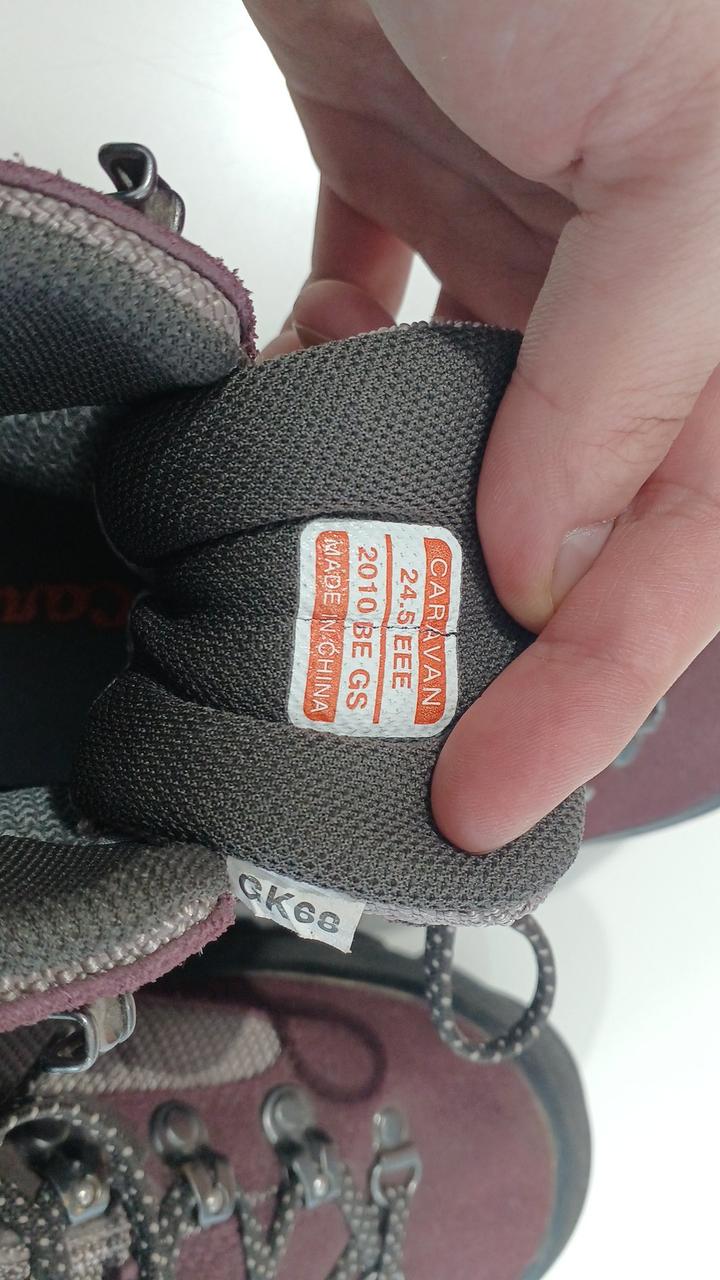 CARAVAN
24.5 EEE
2010 BE GS
MADE IN CHINA
GK68